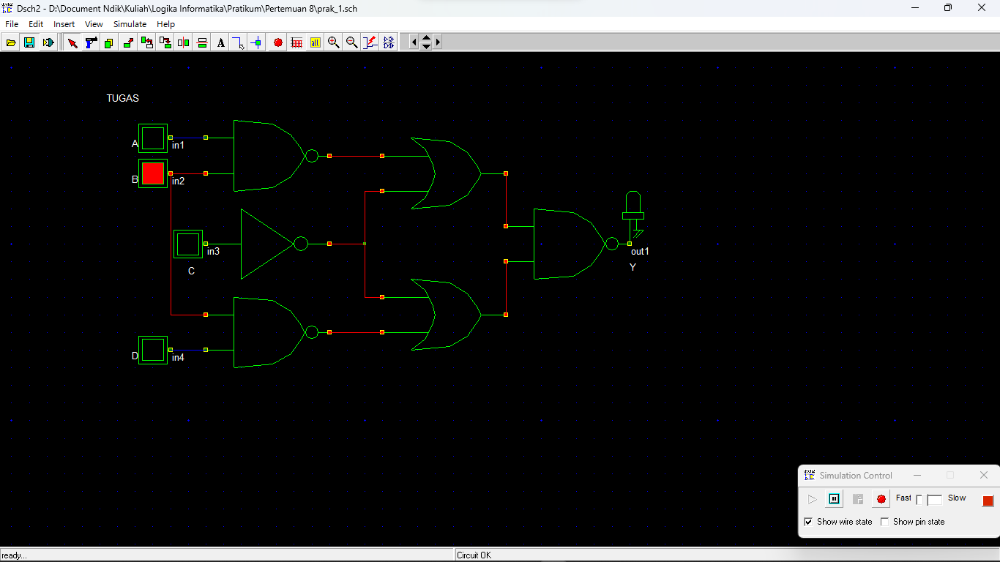 Dsch2 - D:\Document Ndik\Kuliah\Logika Informatika\Pratikum\Pertemuan 8\prak_1.sch
File Edit Insert View Simulate Help
A
TUGAS
A
in1
B
in2
in3
C
D
in4
out1
Y
Simulation Control
Fast Slow
Show wire state Show pin state
ready...
Circuit OK